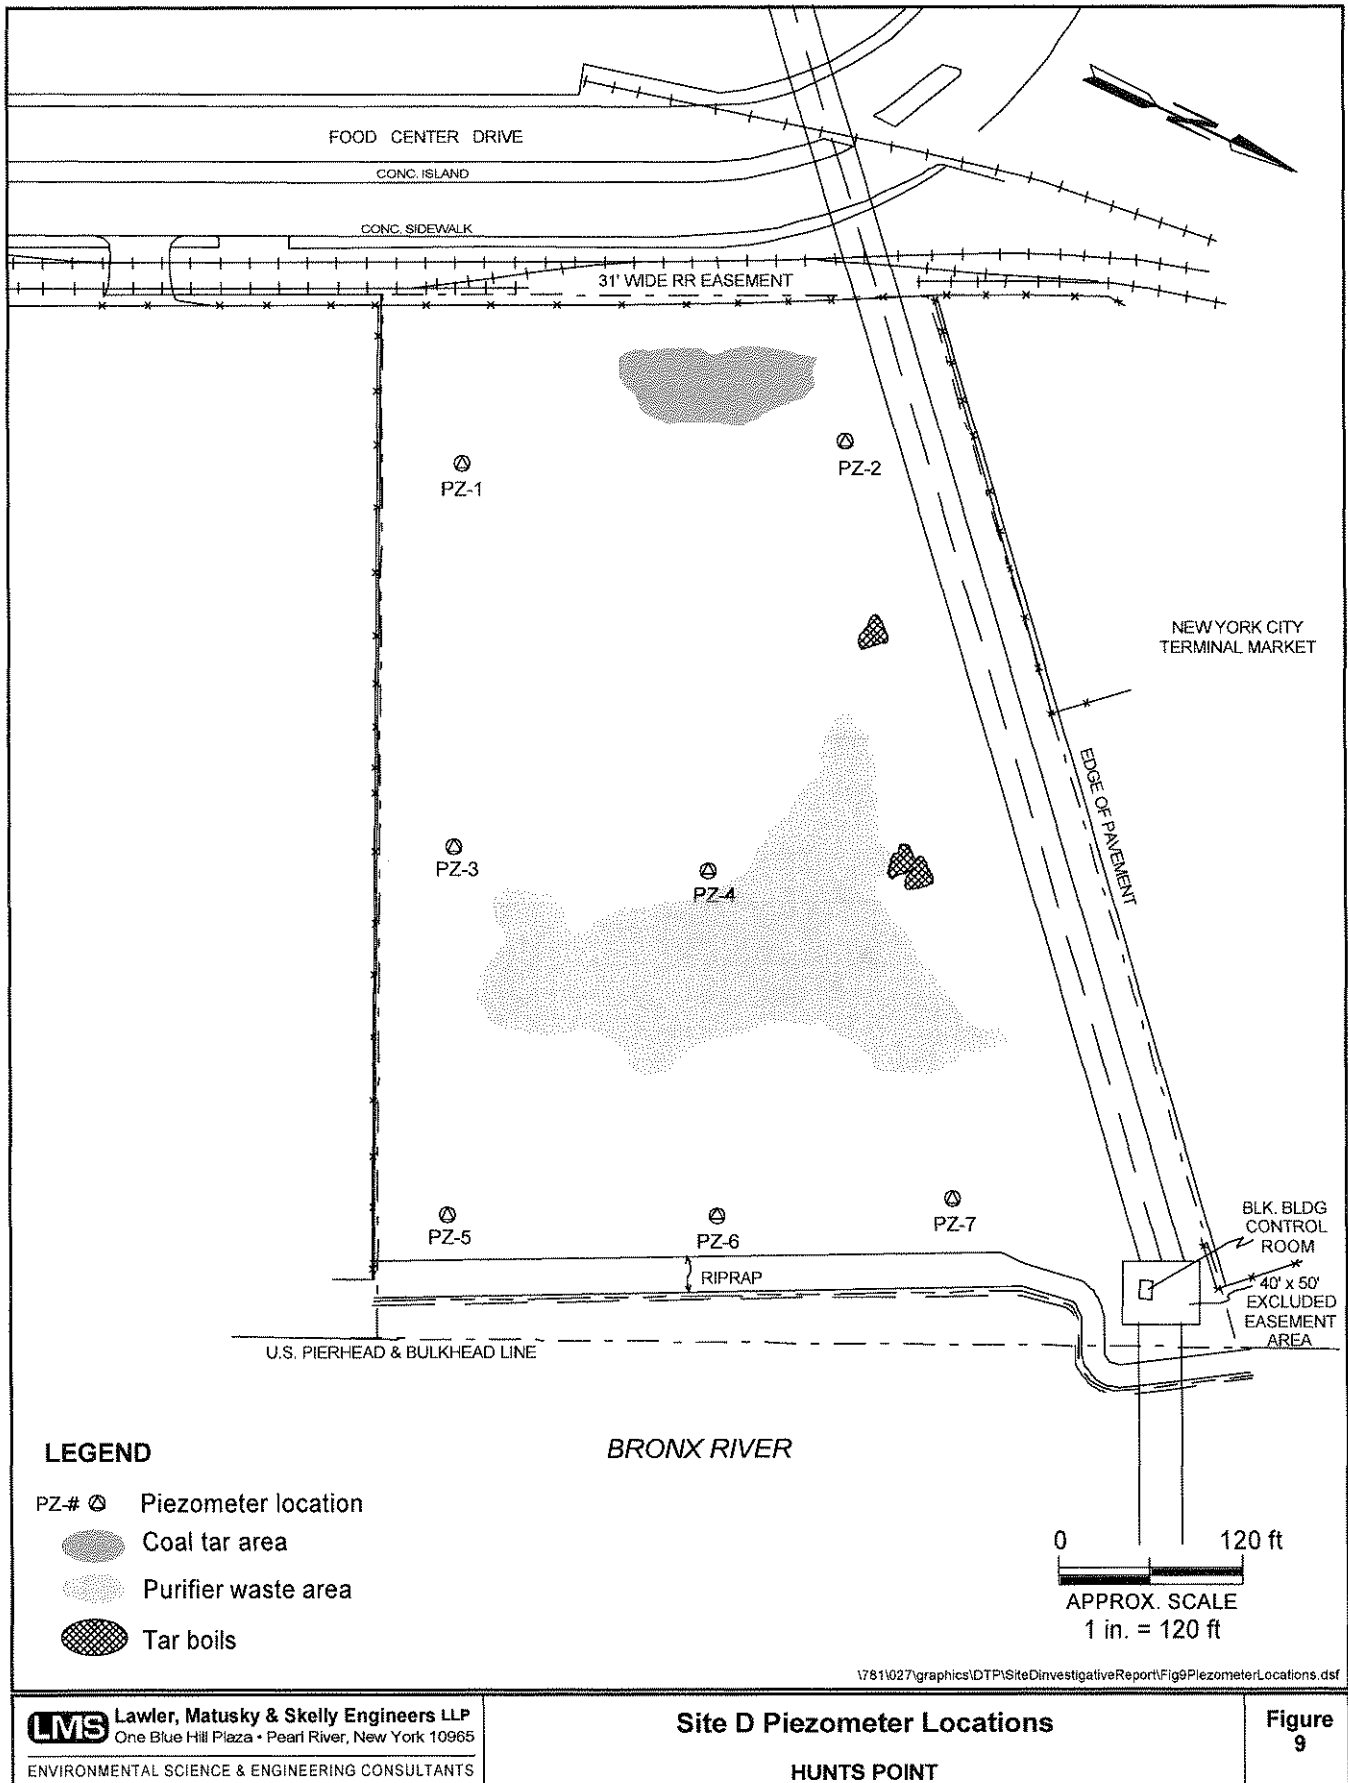 FOOD CENTER DRIVE
CONC. ISLAND
CONC. SIDEWALK
31' WIDE RR EASEMENT
N
PZ-1
PZ-2
NEW YORK CITY
TERMINAL MARKET
EDGE OF PAVEMENT
PZ-3
PZ-4
PZ-5
PZ-6
PZ-7
BLK. BLDG
CONTROL
ROOM
40' x 50'
EXCLUDED
EASEMENT
AREA
RIPRAP
U.S. PIERHEAD & BULKHEAD LINE
BRONX RIVER
LEGEND
PZ-# Piezometer location
Coal tar area
Purifier waste area
Tar boils
0 120 ft
APPROX. SCALE
1 in. = 120 ft
\781\027\graphics\DTP\SiteDinvestigativeReport\Fig9PiezometerLocations.dsf
LMS Lawler, Matusky & Skelly Engineers LLP
One Blue Hill Plaza • Pearl River, New York 10965
ENVIRONMENTAL SCIENCE & ENGINEERING CONSULTANTS
Site D Piezometer Locations
HUNTS POINT
Figure
9